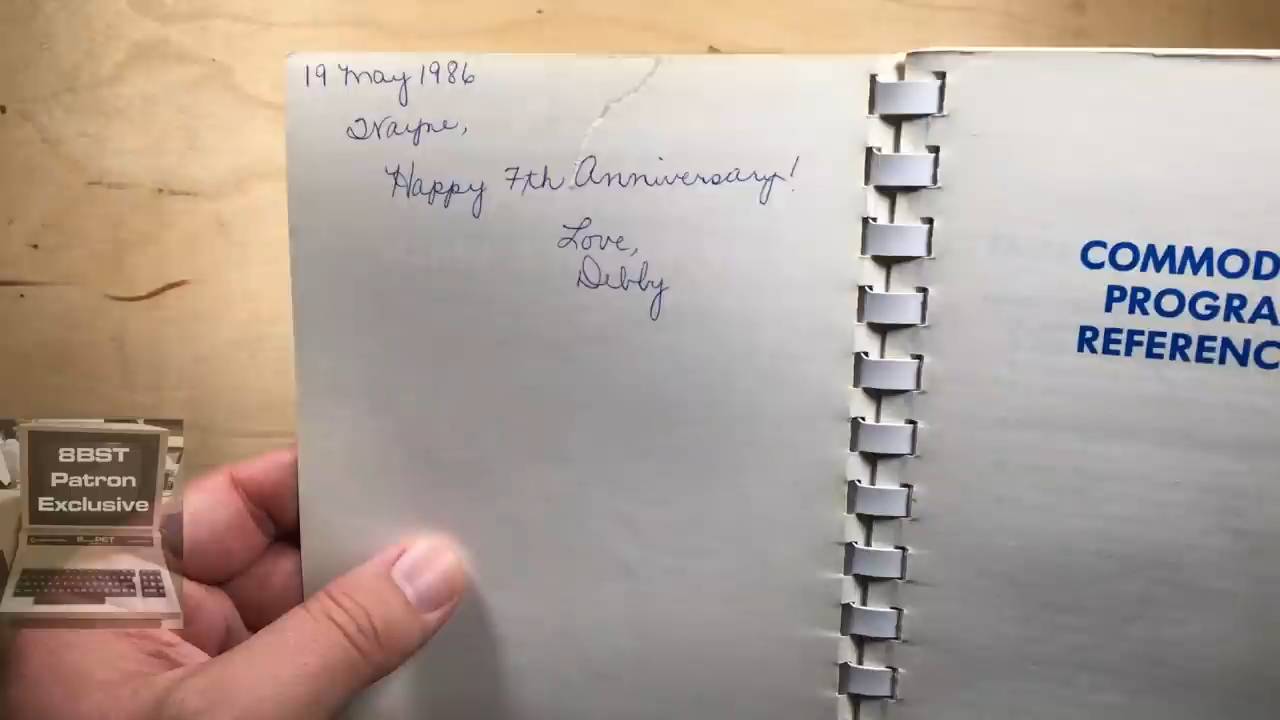 19 May 1986
Wayne,
Happy 7th Anniversary!
Love,
Debby
COMMOD
PROGRA
REFERENC
8BST
Patron
Exclusive